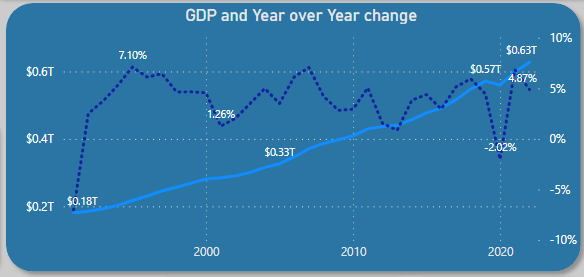 GDP and Year over Year change
10%
7.10%
$0.57T
$0.63T
$0.6T
4.87%
5%
1.26%
$0.4T
0%
$0.33T
-2.02%
$0.18T
$0.2T
-5%
-10%
2000
2010
2020